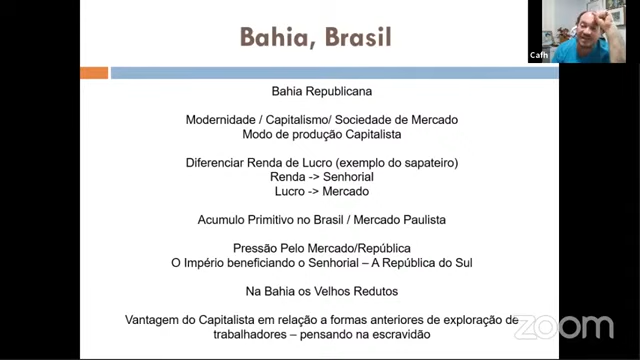 Bahia, Brasil
Cafh
Bahia Republicana
Modernidade / Capitalismo/ Sociedade de Mercado
Modo de produção Capitalista
Diferenciar Renda de Lucro (exemplo do sapateiro)
Renda -> Senhorial
Lucro -> Mercado
Acumulo Primitivo no Brasil / Mercado Paulista
Pressão Pelo Mercado/República
O Império beneficiando o Senhorial – A República do Sul
Na Bahia os Velhos Redutos
Vantagem do Capitalista em relação a formas anteriores de exploração de
trabalhadores – pensando na escravidão
zoom